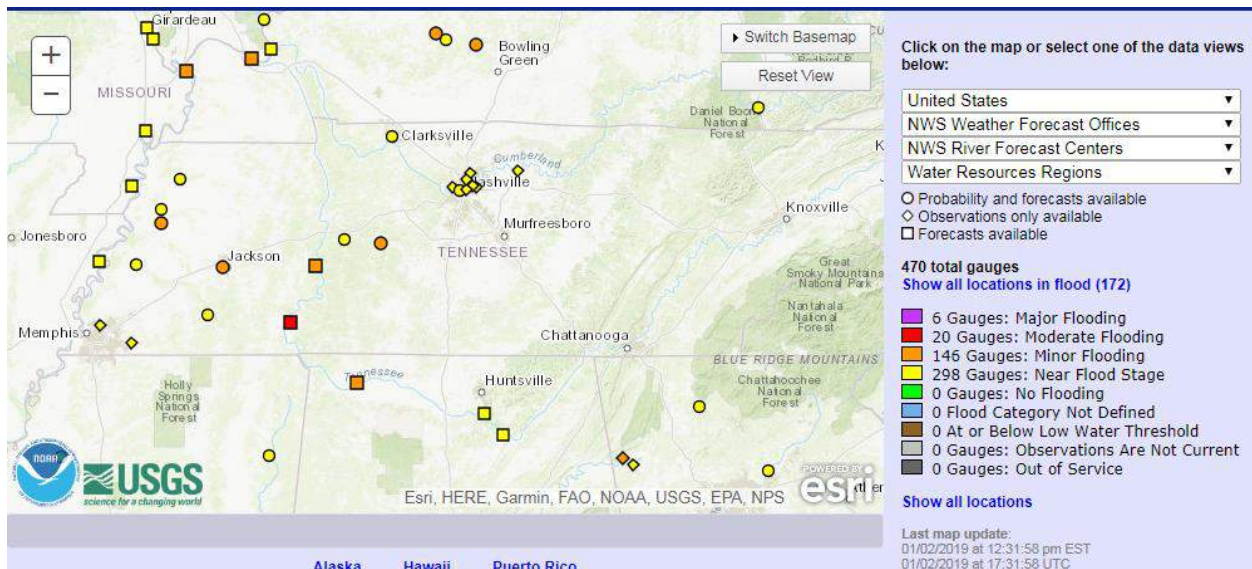 Girardeau
Bowling
Green
MISSOURI
Daniel Boon
National
Forest
Clarksville
Cumberland
Nashville
Knoxville
Murfreesboro
Jonesboro
Jackson
TENNESSEE
Great
Smoky Mountains
National Park
Nantahala
National
Forest
Memphis
Chattanooga
BLUE RIDGE MOUNTAINS
Tennessee
Huntsville
Chattahoochee
National
Forest
Holly
Springs
National
Forest
+
−
Switch Basemap
Reset View
NOAA
USGS
science for a changing world
Esri, HERE, Garmin, FAO, NOAA, USGS, EPA, NPS
POWERED BY
esri
Alaska Hawaii Puerto Rico
Click on the map or select one of the data views
below:
United States
NWS Weather Forecast Offices
NWS River Forecast Centers
Water Resources Regions
Probability and forecasts available
Observations only available
Forecasts available
470 total gauges
Show all locations in flood (172)
6 Gauges: Major Flooding
20 Gauges: Moderate Flooding
146 Gauges: Minor Flooding
298 Gauges: Near Flood Stage
0 Gauges: No Flooding
0 Flood Category Not Defined
0 At or Below Low Water Threshold
0 Gauges: Observations Are Not Current
0 Gauges: Out of Service
Show all locations
Last map update:
01/02/2019 at 12:31:58 pm EST
01/02/2019 at 17:31:58 UTC